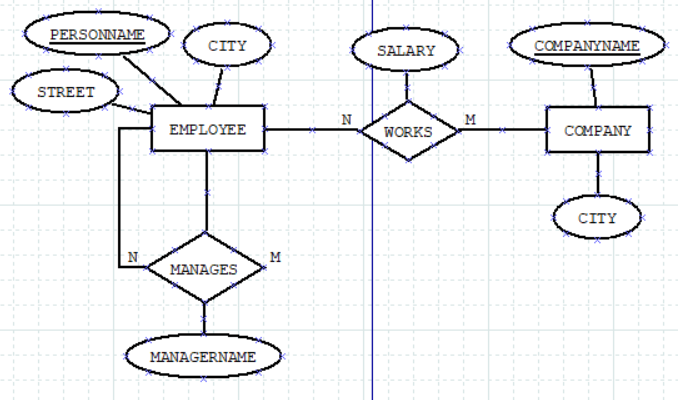 PERSONNAME
CITY
SALARY
COMPANYNAME
STREET
EMPLOYEE
N
WORKS
M
COMPANY
CITY
N
MANAGES
M
MANAGERNAME